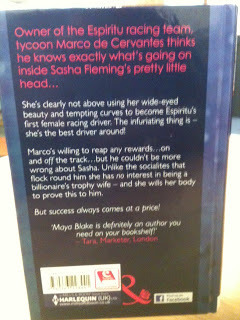 Owner of the Espiritu racing team,
tycoon Marco de Cervantes thinks
he knows exactly what's going on
inside Sasha Fleming's pretty little
head…
She's clearly not above using her wide-eyed
beauty and tempting curves to become Espiritu's
first female racing driver. The infuriating thing –
she's the best driver around!
Marco's willing to reap any rewards…on
and off the track…but he couldn't be more
wrong about Sasha. Unlike the socialites that
flock round him she has no interest in being a
billionaire's trophy wife – and she wills her body
to prove this to him.
But success always comes at a price!
'Maya Blake is definitely an author you
need on your bookshelf!'
– Tara, Marketer, London
HARLEQUIN (UK)
Facebook